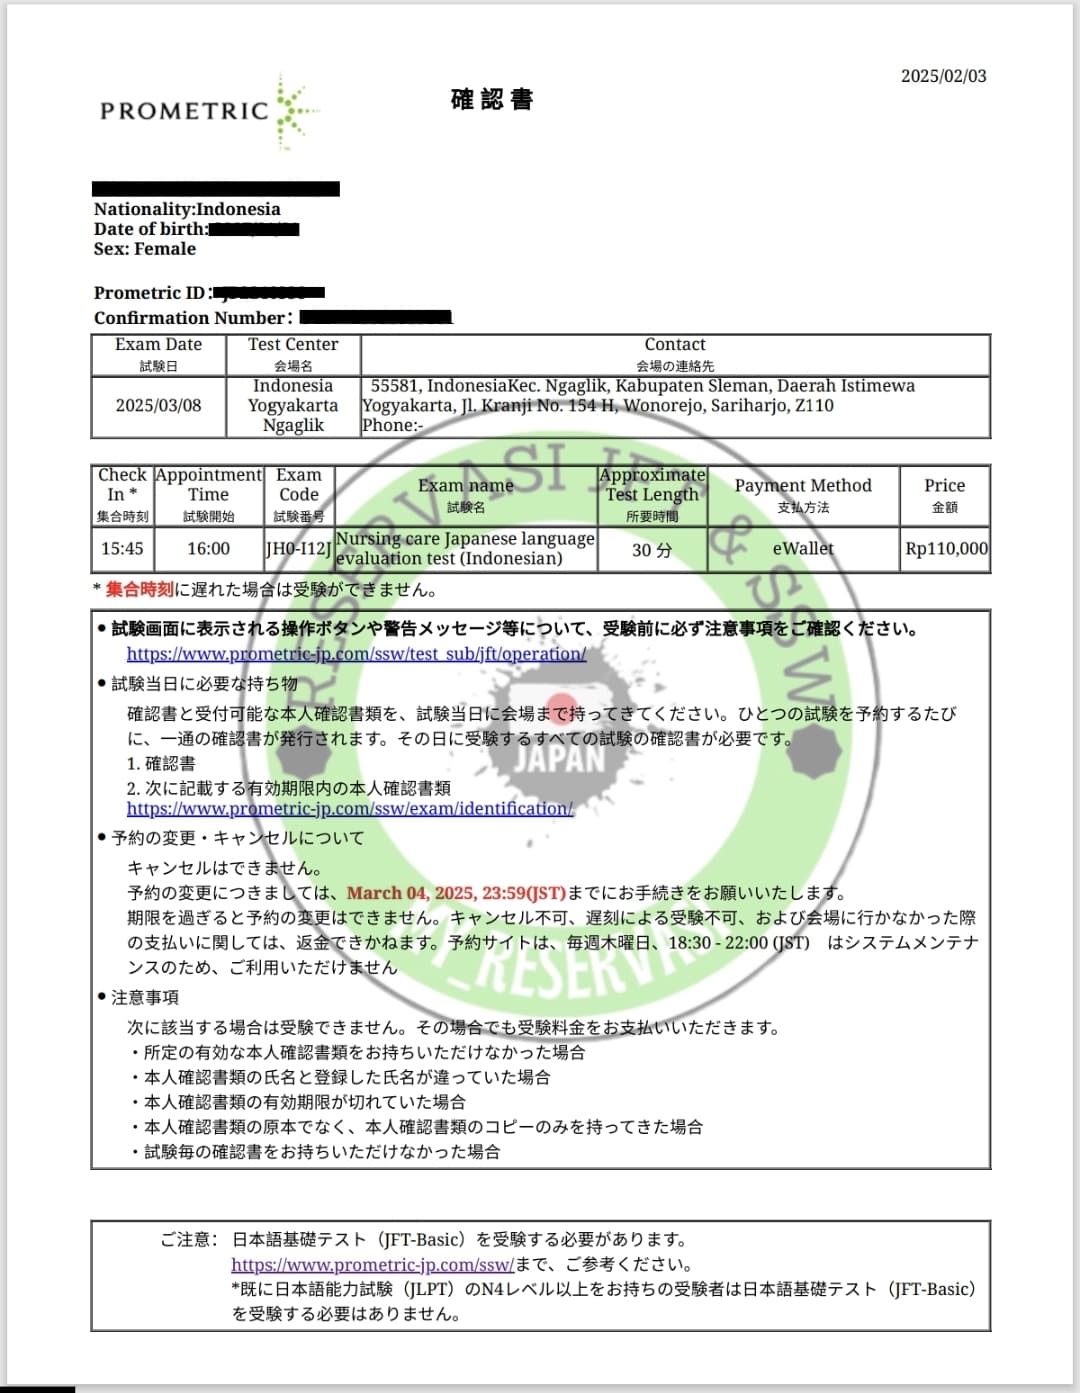 2025/02/03
PROMETRIC
確認書
Nationality:Indonesia
Date of birth:
Sex: Female
Prometric ID:
Confirmation Number:
Exam Date
試験日
Test Center
会場名
Contact
会場の連絡先
2025/03/08
Indonesia
Yogyakarta
Ngaglik
55581, IndonesiaKec. Ngaglik, Kabupaten Sleman, Daerah Istimewa
Yogyakarta, Jl. Kranji No. 154 H, Wonorejo, Sariharjo, Z110
Phone:-
Check
In *
集合時刻
Appointment
Time
試験開始
Exam
Code
試験番号
Exam name
試験名
Approximate
Test Length
所要時間
Payment Method
支払方法
Price
金額
15:45
16:00
JH0-I12J
Nursing care Japanese language
evaluation test (Indonesian)
30 分
eWallet
Rp110,000
* 集合時刻に遅れた場合は受験ができません。
● 試験画面に表示される操作ボタンや警告メッセージ等について、受験前に必ず注意事項をご確認ください。
https://www.prometric-jp.com/ssw/test_sub/jft/operation/
● 試験当日に必要な持ち物
確認書と受付可能な本人確認書類を、試験当日に会場まで持ってきてください。ひとつの試験を予約するたび
に、一通の確認書が発行されます。その日に受験するすべての試験の確認書が必要です。
1. 確認書
2. 次に記載する有効期限内の本人確認書類
https://www.prometric-jp.com/ssw/exam/identification/
● 予約の変更・キャンセルについて
キャンセルはできません。
予約の変更につきましては、March 04, 2025, 23:59(JST)までにお手続きをお願いいたします。
期限を過ぎると予約の変更はできません。キャンセル不可、遅刻による受験不可、および会場に行かなかった際
の支払いに関しては、返金できかねます。予約サイトは、毎週木曜日、18:30 - 22:00 (JST)　はシステムメンテナ
ンスのため、ご利用いただけません
● 注意事項
次に該当する場合は受験できません。その場合でも受験料金をお支払いいただきます。
・所定の有効な本人確認書類をお持ちいただけなかった場合
・本人確認書類の氏名と登録した氏名が違っていた場合
・本人確認書類の有効期限が切れていた場合
・本人確認書類の原本でなく、本人確認書類のコピーのみを持ってきた場合
・試験毎の確認書をお持ちいただけなかった場合
ご注意： 日本語基礎テスト（JFT-Basic）を受験する必要があります。
https://www.prometric-jp.com/ssw/まで、ご参考ください。
*既に日本語能力試験（JLPT）のN4レベル以上をお持ちの受験者は日本語基礎テスト（JFT-Basic）
を受験する必要はありません。
RESERVASI JFT & SSW
JAPAN
MY_RESERVASI